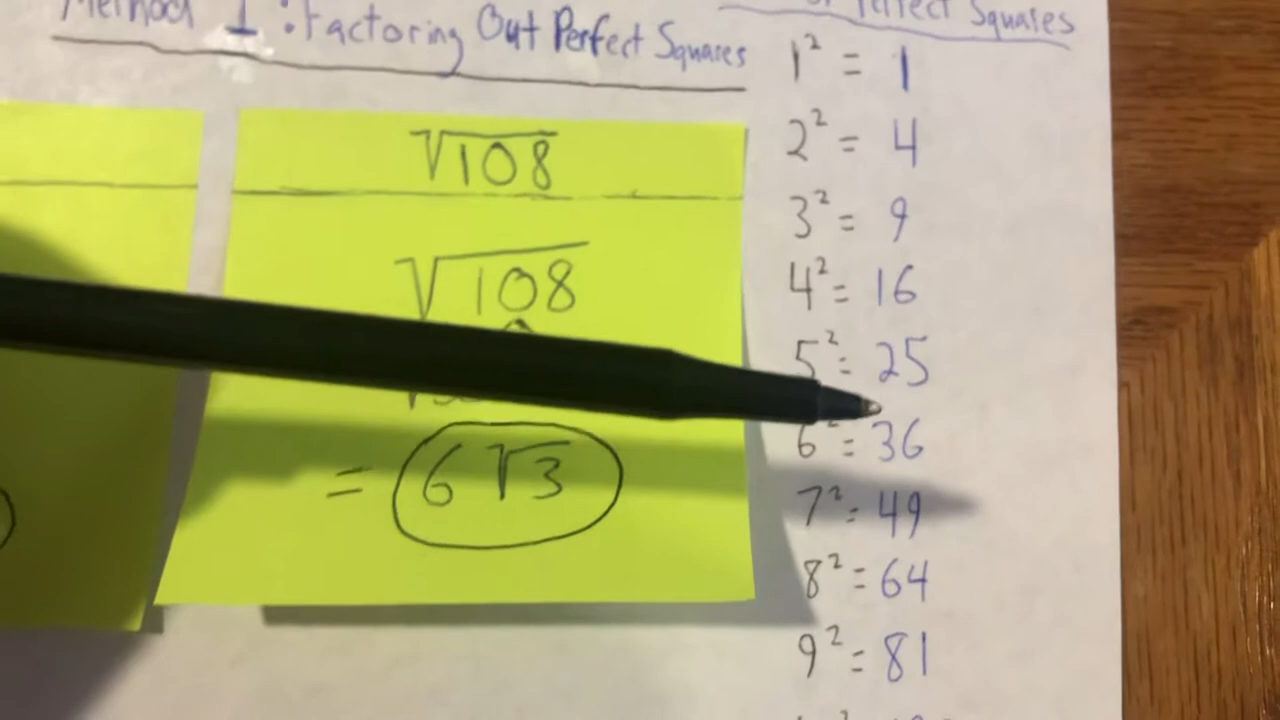 Method 1: Factoring Out Perfect Squares
√108
√108
= 6√3
Perfect Squares
1² = 1
2² = 4
3² = 9
4² = 16
5² = 25
6² = 36
7² = 49
8² = 64
9² = 81